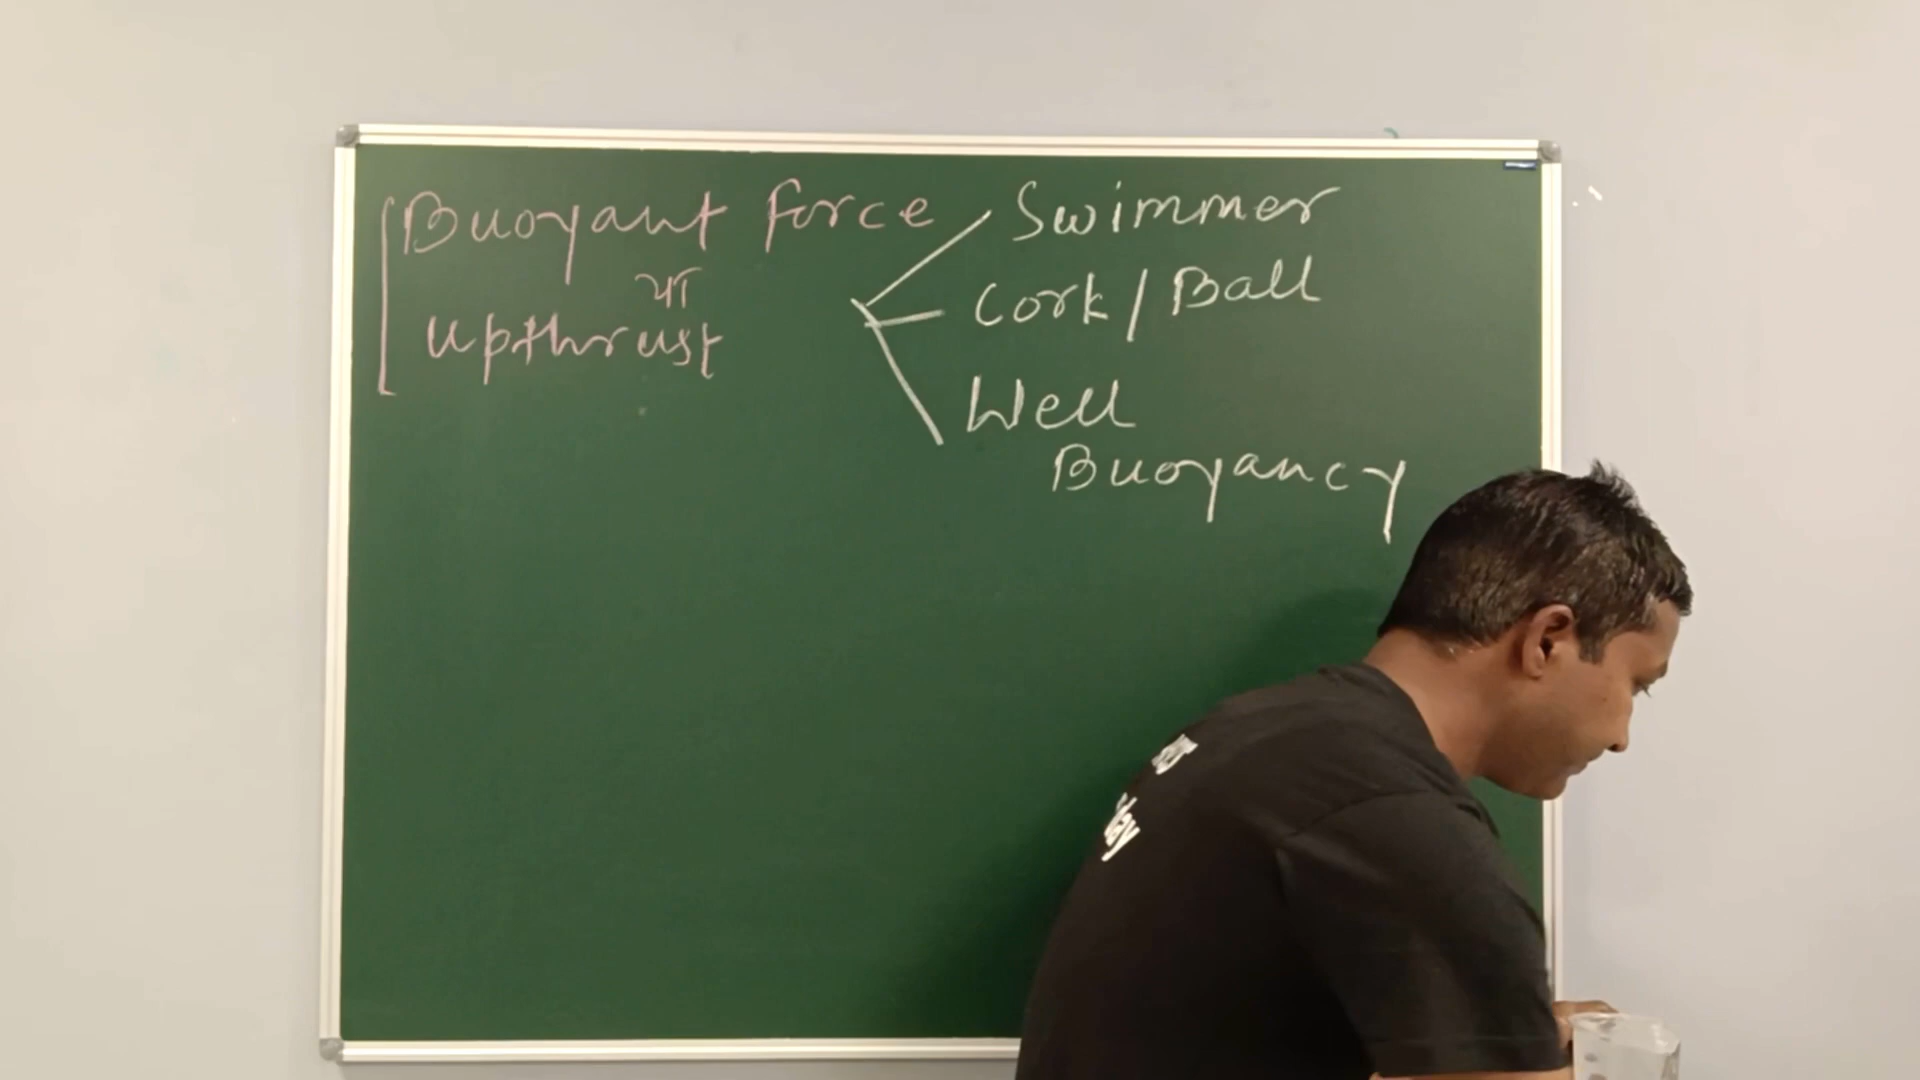 Buoyant force
या
upthrust
Swimmer
Cork / Ball
Well
Buoyancy